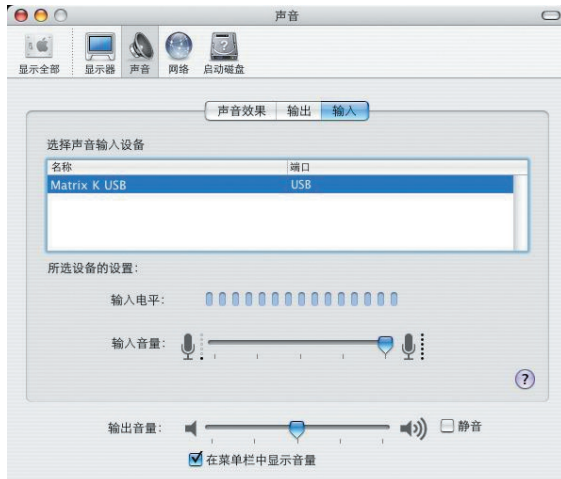 声音
显示全部 显示器 声音 网络 启动磁盘
声音效果 输出 输入
选择声音输入设备
名称 端口
Matrix K USB USB
所选设备的设置:
输入电平:
输入音量:
?
输出音量: 静音
在菜单栏中显示音量